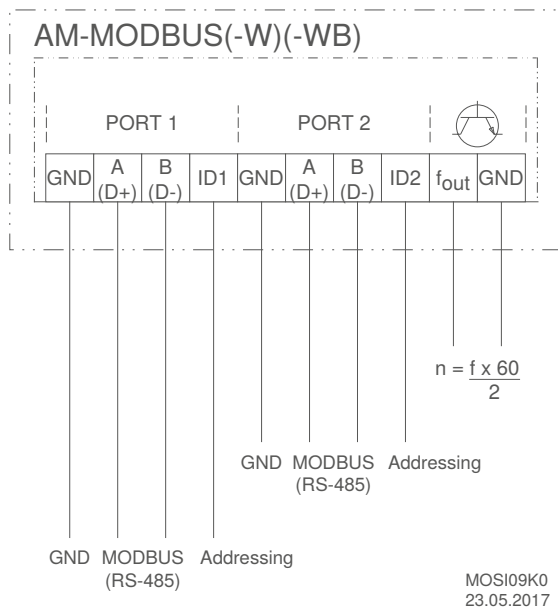 AM-MODBUS(-W)(-WB)
PORT 1 PORT 2
GND A (D+) B (D-) ID1 GND A (D+) B (D-) ID2 fout GND
n = f x 60
2
GND MODBUS Addressing
(RS-485)
GND MODBUS Addressing
(RS-485)
MOSI09K0
23.05.2017